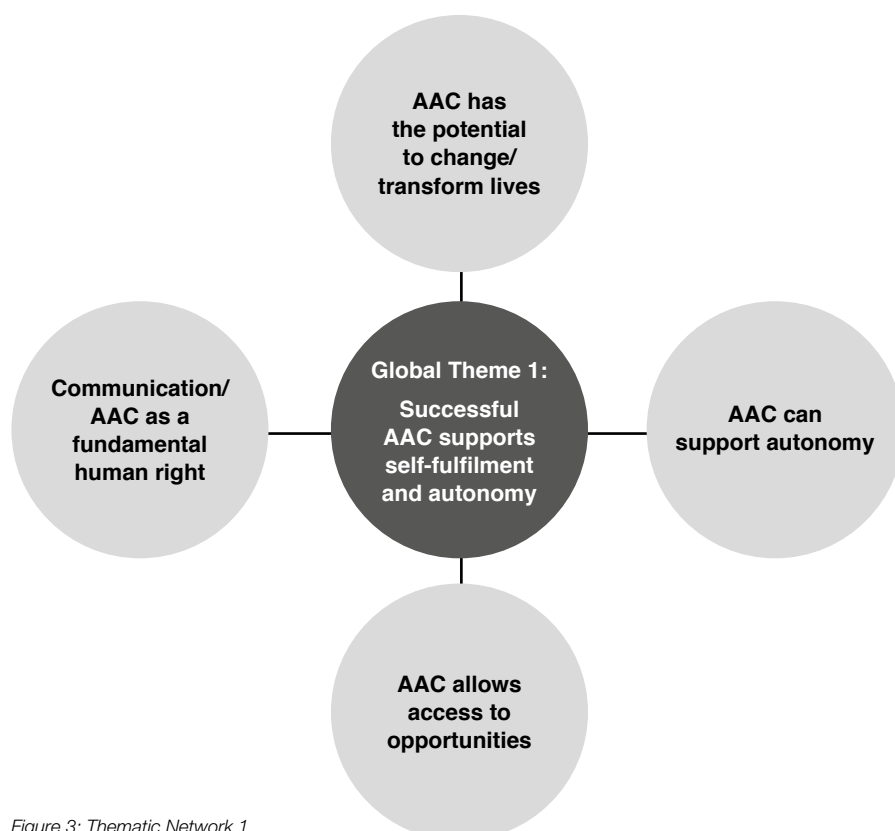 AAC has
the potential
to change/
transform lives
Communication/
AAC as a
fundamental
human right
Global Theme 1:
Successful
AAC supports
self-fulfilment
and autonomy
AAC can
support autonomy
AAC allows
access to
opportunities
Figure 3: Thematic Network 1